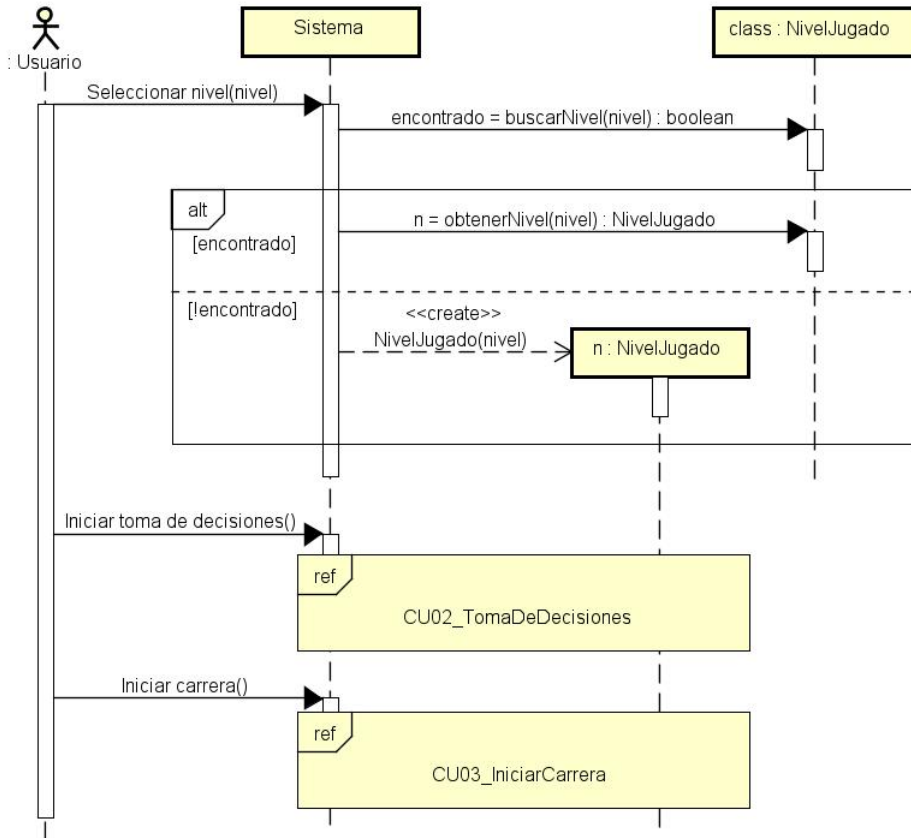 Sistema
class : NivelJugado
: Usuario
Seleccionar nivel(nivel)
encontrado = buscarNivel(nivel) : boolean
alt
n = obtenerNivel(nivel) : NivelJugado
[encontrado]
[!encontrado]
<<create>>
NivelJugado(nivel)
n : NivelJugado
Iniciar toma de decisiones()
ref
CU02_TomaDeDecisiones
Iniciar carrera()
ref
CU03_IniciarCarrera